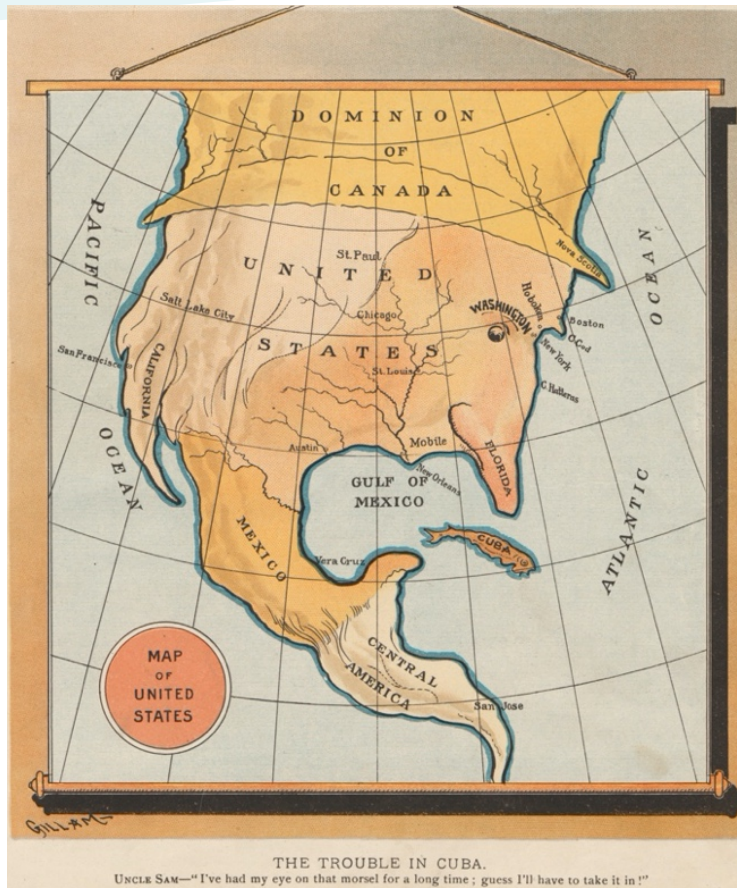 DOMINION
OF
CANADA
PACIFIC
OCEAN
Nova Scotia
UNITED
St. Paul
Salt Lake City
Chicago
WASHINGTON
Hoboken
Boston
C. Cod
New York
STATES
San Francisco
CALIFORNIA
St. Louis
C. Hatteras
OCEAN
Austin
Mobile
New Orleans
FLORIDA
GULF OF
MEXICO
ATLANTIC
MEXICO
CUBA
Vera Cruz
CENTRAL
AMERICA
San Jose
MAP
OF
UNITED
STATES
GILLAM
THE TROUBLE IN CUBA.
UNCLE SAM—"I've had my eye on that morsel for a long time; guess I'll have to take it in!"